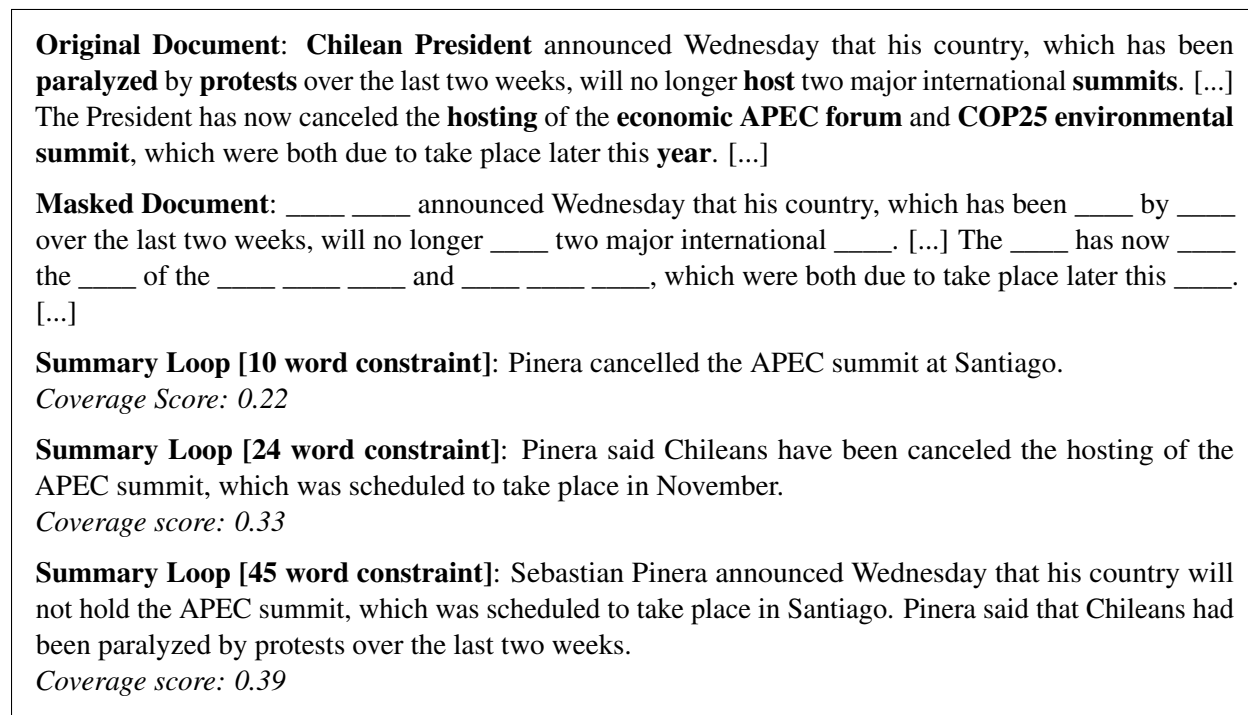 Original Document: Chilean President announced Wednesday that his country, which has been
paralyzed by protests over the last two weeks, will no longer host two major international summits. [...]
The President has now canceled the hosting of the economic APEC forum and COP25 environmental
summit, which were both due to take place later this year. [...]
Masked Document: ____ ____ announced Wednesday that his country, which has been ____ by ____
over the last two weeks, will no longer ____ two major international ____. [...] The ____ has now ____
the ____ of the ____ ____ ____ and ____ ____ ____, which were both due to take place later this ____.
[...]
Summary Loop [10 word constraint]: Pinera cancelled the APEC summit at Santiago.
Coverage Score: 0.22
Summary Loop [24 word constraint]: Pinera said Chileans have been canceled the hosting of the
APEC summit, which was scheduled to take place in November.
Coverage score: 0.33
Summary Loop [45 word constraint]: Sebastian Pinera announced Wednesday that his country will
not hold the APEC summit, which was scheduled to take place in Santiago. Pinera said that Chileans had
been paralyzed by protests over the last two weeks.
Coverage score: 0.39